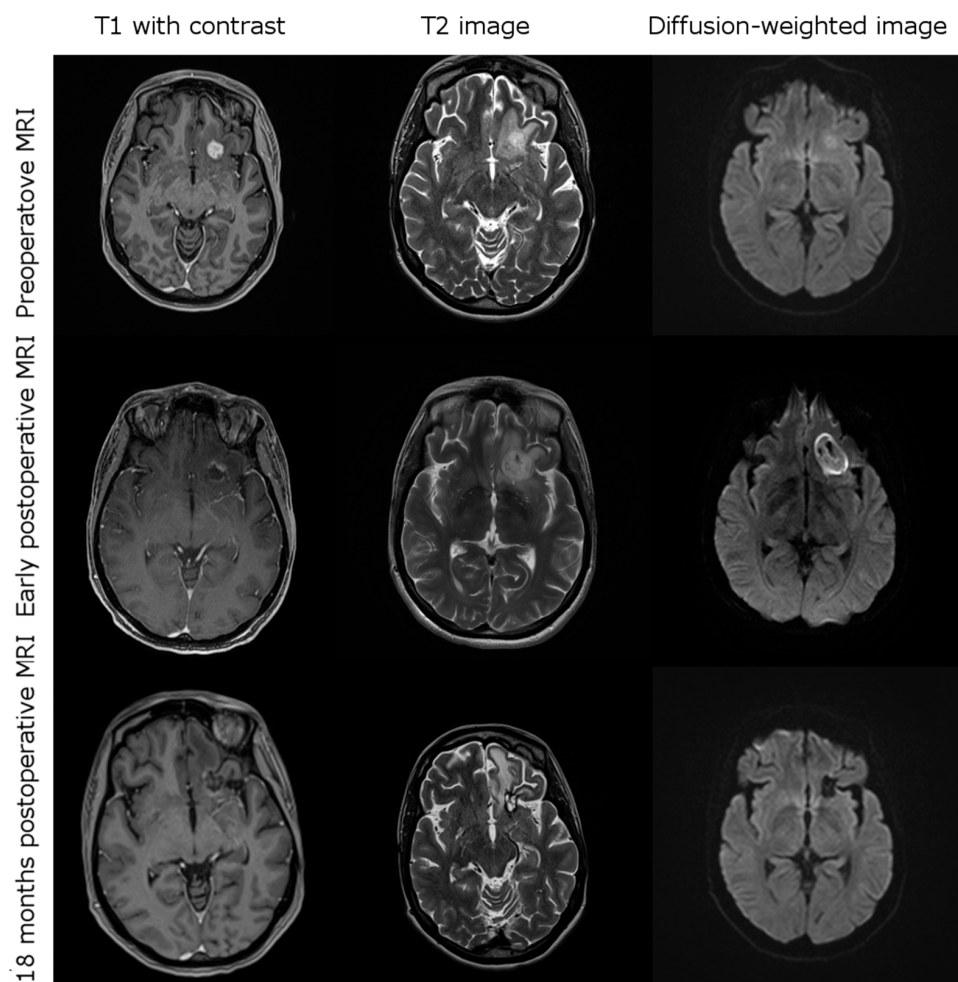 T1 with contrast
T2 image
Diffusion-weighted image
Preoperatove MRI
Early postoperative MRI
18 months postoperative MRI